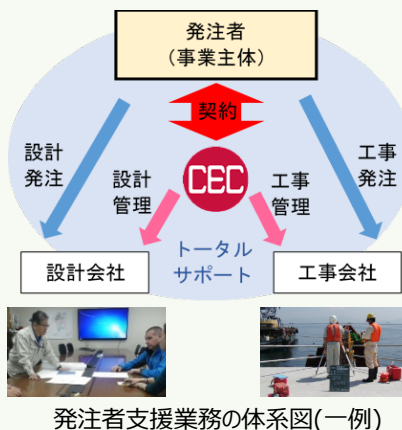 発注者
（事業主体）
契約
設計
発注
設計
管理
CEC
工事
管理
工事
発注
トータル
サポート
設計会社
工事会社
発注者支援業務の体系図(一例)